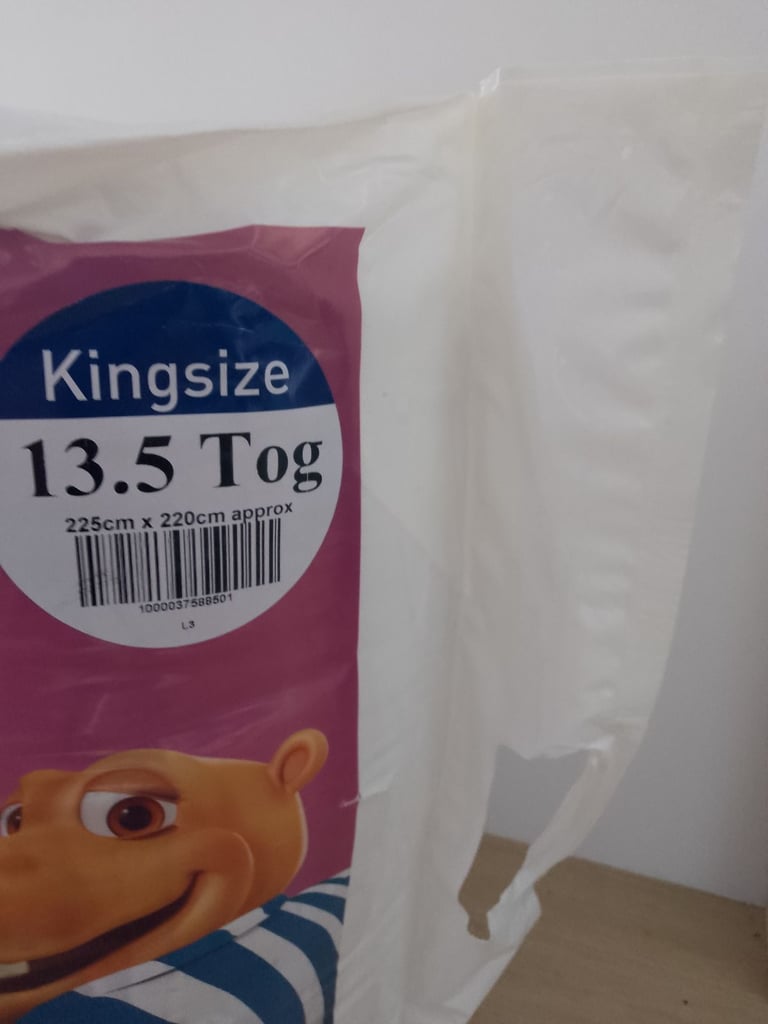 Kingsize
13.5 Tog
225cm x 220cm approx
1000037588501
L3